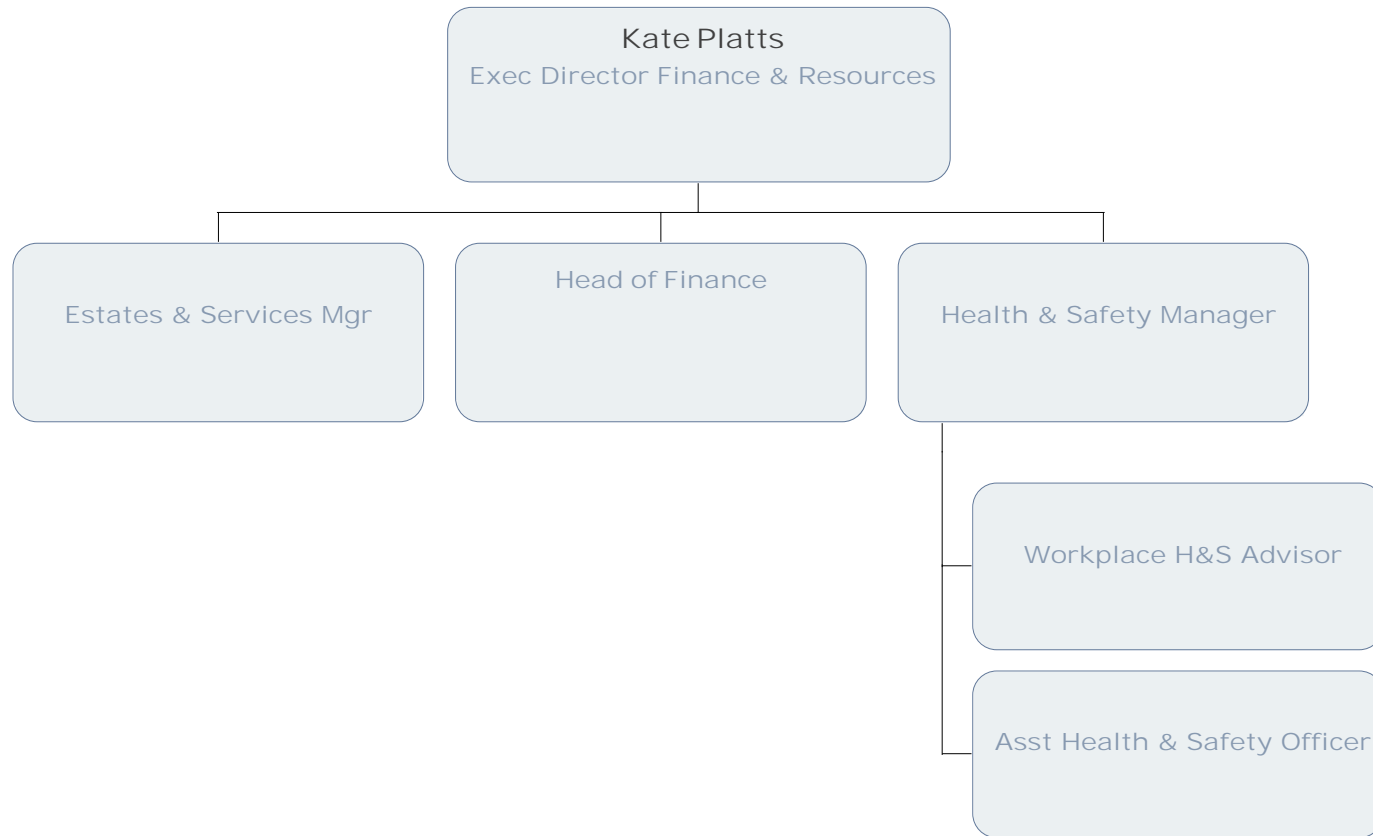 Kate Platts
Exec Director Finance & Resources
Estates & Services Mgr
Head of Finance
Health & Safety Manager
Workplace H&S Advisor
Asst Health & Safety Officer